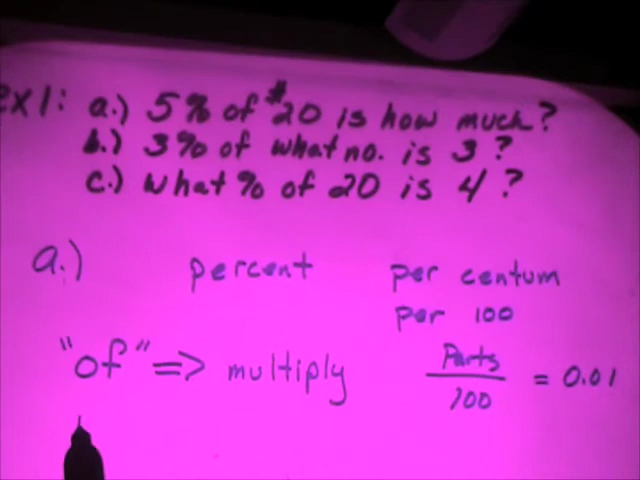 Ex1: a.) 5% of $20 is how much?
b.) 3% of what no. is 3?
c.) What % of 20 is 4?
a.) percent per centum
per 100
"of" => multiply Parts/100 = 0.01